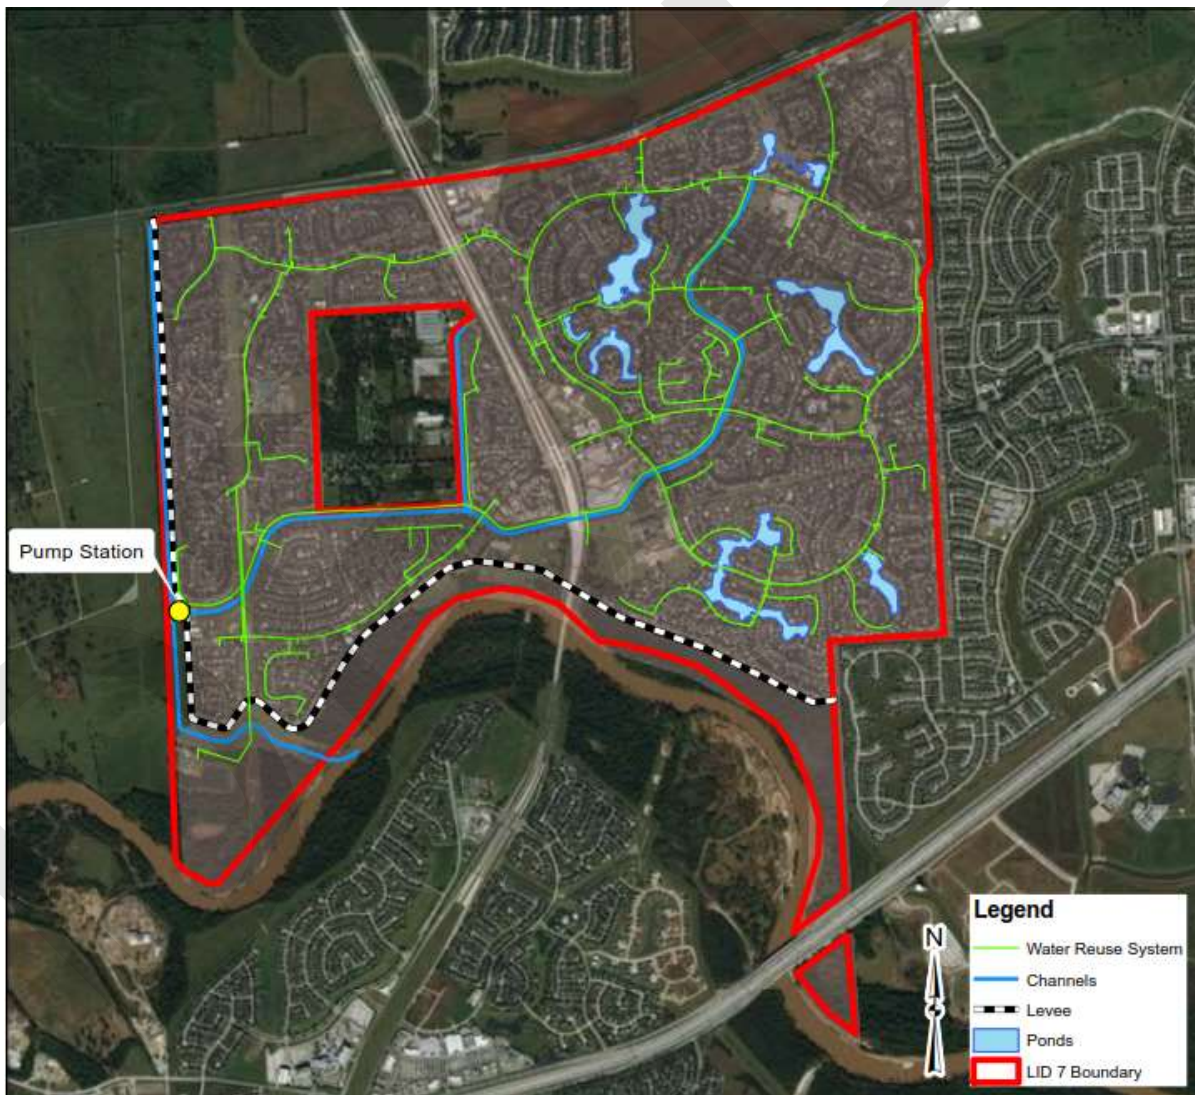 Pump Station
Legend
Water Reuse System
Channels
Levee
Ponds
LID 7 Boundary
N